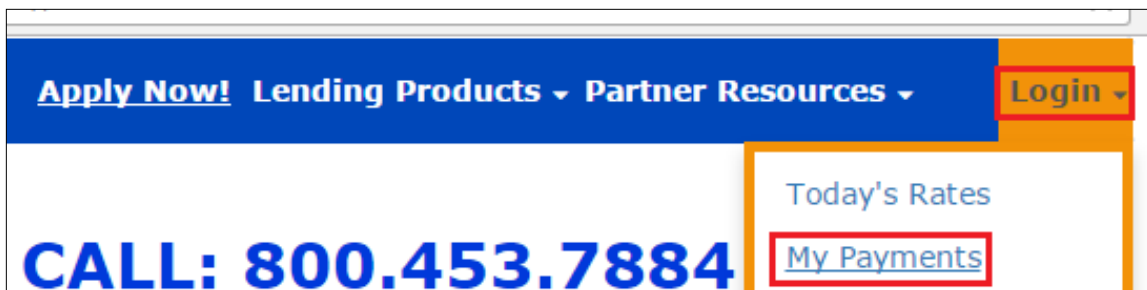 Apply Now! Lending Products Partner Resources Login
Today's Rates
My Payments
CALL: 800.453.7884